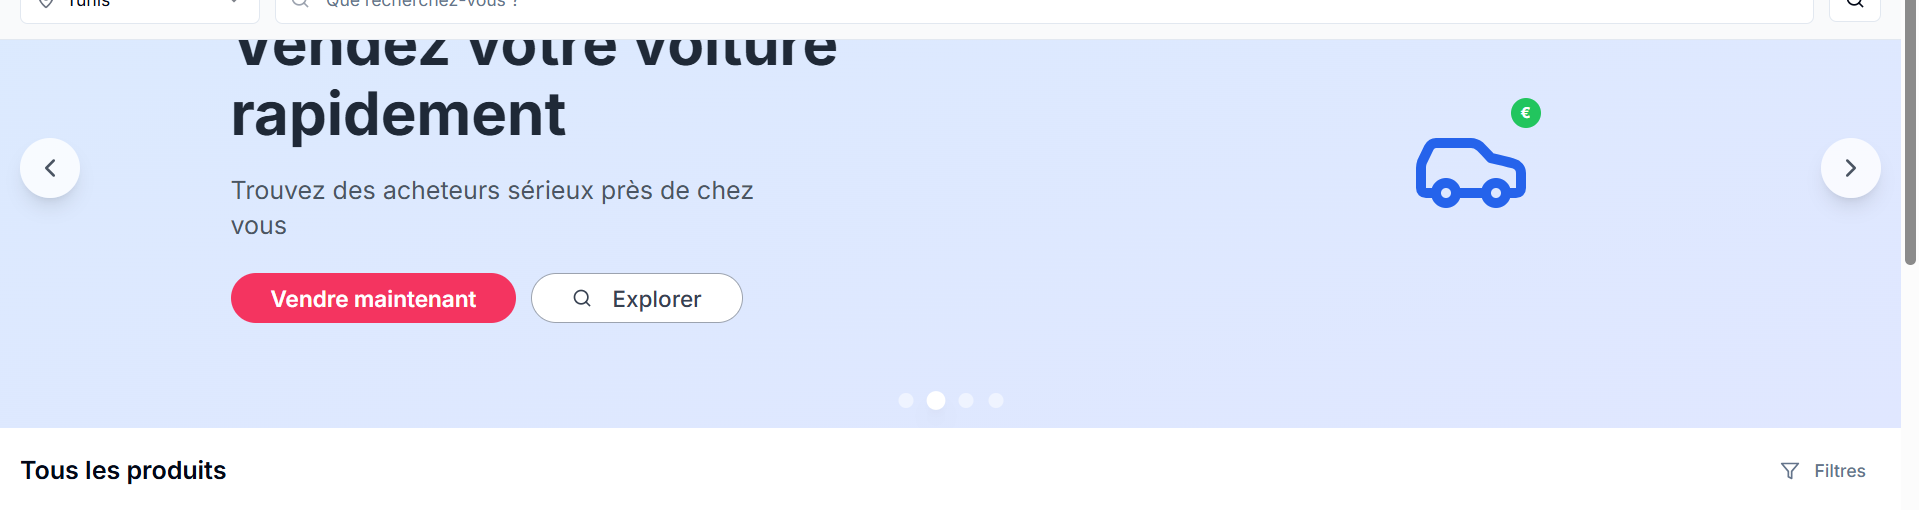 Tunis
Que recherchez-vous ?
Vendez votre voiture
rapidement
€
Trouvez des acheteurs sérieux près de chez
vous
Vendre maintenant
Explorer
Tous les produits
Filtres